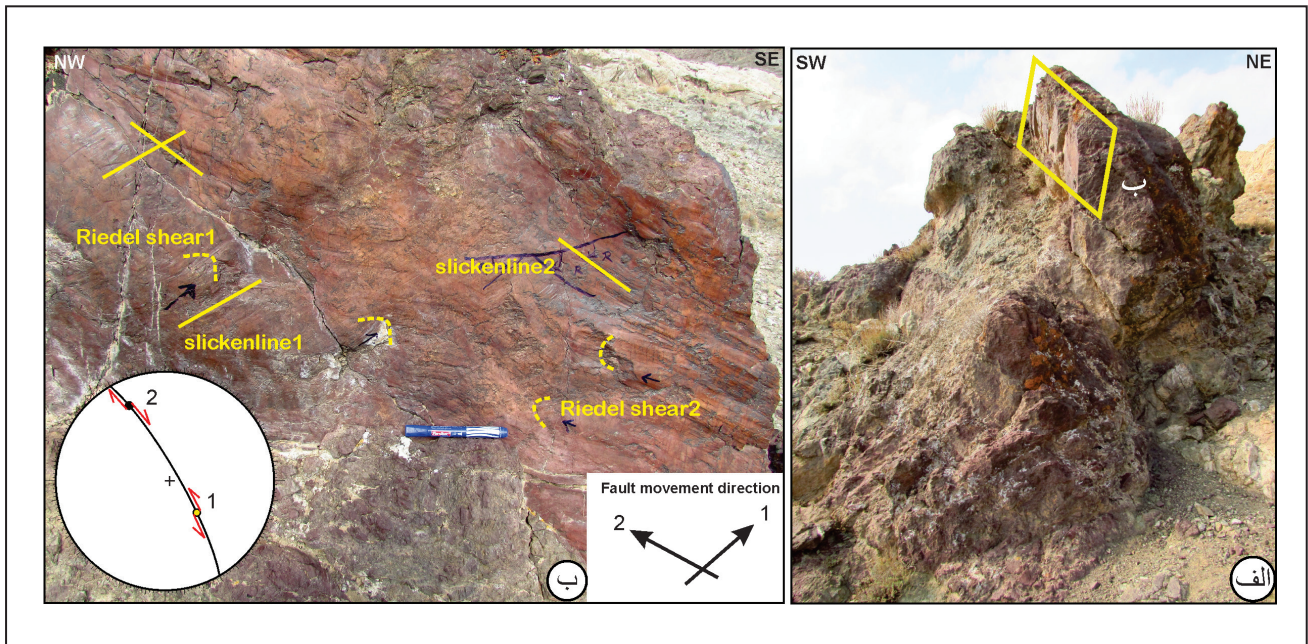 NW
SE
Riedel shear1
slickenline2
R
slickenline1
Riedel shear2
2
1
Fault movement direction
2
1
ب
SW
NE
ب
الف